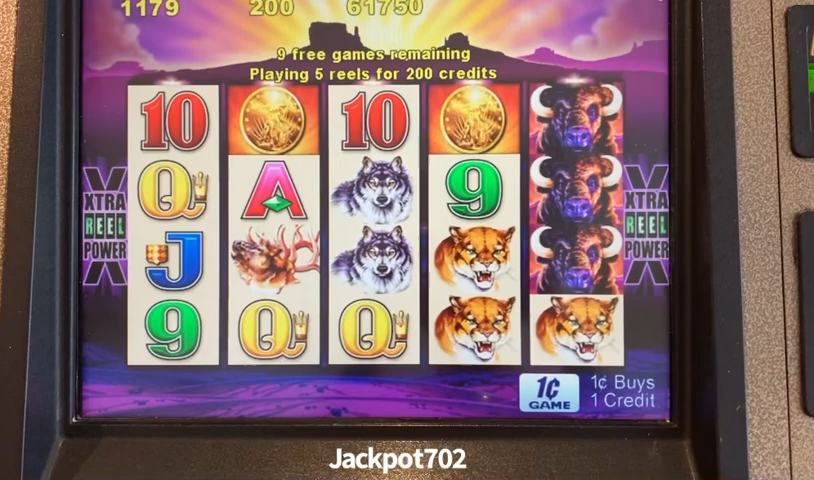 1179 200 61750
9 free games remaining
Playing 5 reels for 200 credits
10 10
Q A 9
J
9 Q Q
XTRA
REEL
POWER
XTRA
REEL
POWER
1¢
GAME
1¢ Buys
1 Credit
Jackpot702